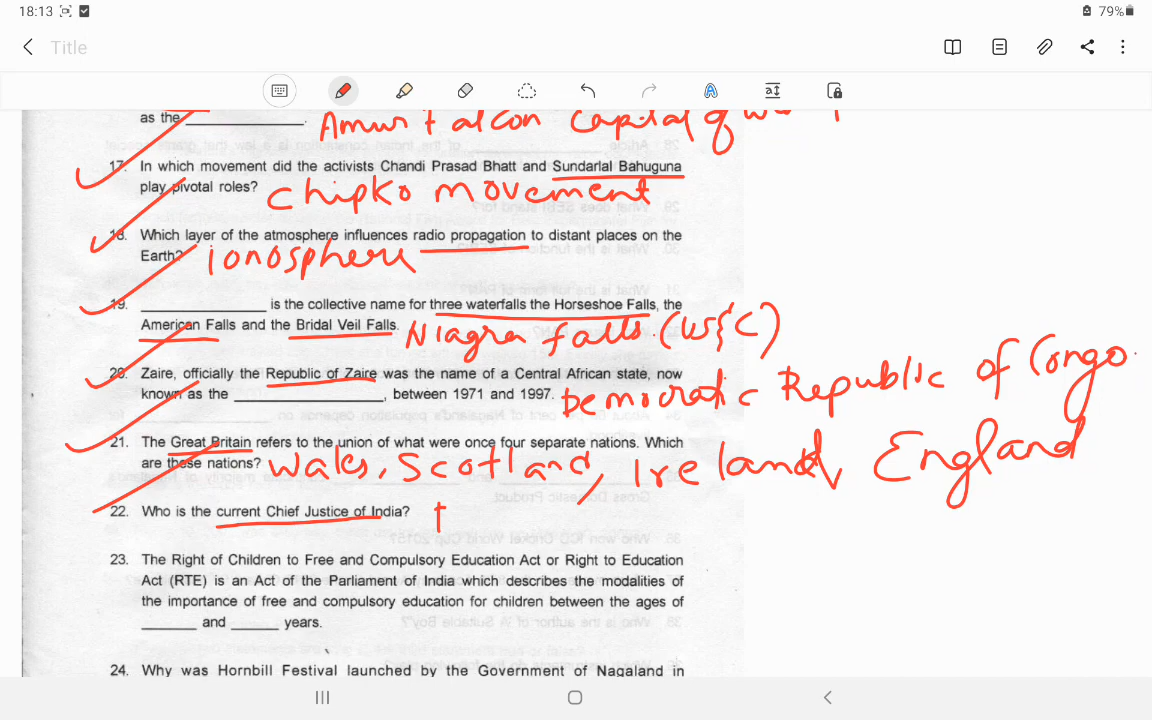 18:13
79%
Title
as the ____________. Amur Falcon Capital of
17. In which movement did the activists Chandi Prasad Bhatt and Sundarlal Bahuguna
play pivotal roles? Chipko movement
18. Which layer of the atmosphere influences radio propagation to distant places on the
Earth? ionosphere
19. ____________ is the collective name for three waterfalls the Horseshoe Falls, the
American Falls and the Bridal Veil Falls. Niagra falls. (US & C)
20. Zaire, officially the Republic of Zaire was the name of a Central African state, now
known as the ______________, between 1971 and 1997. Democratic Republic of Congo.
21. The Great Britain refers to the union of what were once four separate nations. Which
are these nations? Wales, Scotland, Ireland, England
22. Who is the current Chief Justice of India?
23. The Right of Children to Free and Compulsory Education Act or Right to Education
Act (RTE) is an Act of the Parliament of India which describes the modalities of
the importance of free and compulsory education for children between the ages of
_____ and _____ years.
24. Why was Hornbill Festival launched by the Government of Nagaland in